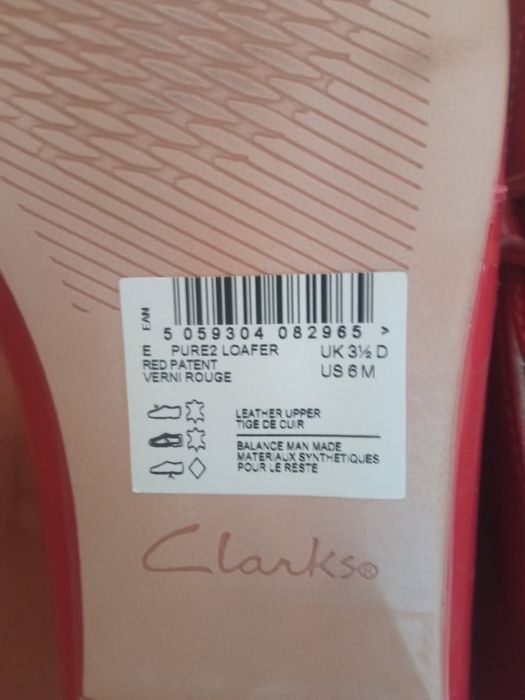 EAN
5 059304 082965 >
E PURE2 LOAFER UK 3½ D
RED PATENT US 6 M
VERNI ROUGE
LEATHER UPPER
TIGE DE CUIR
BALANCE MAN MADE
MATERIAUX SYNTHETIQUES
POUR LE RESTE
Clarks®